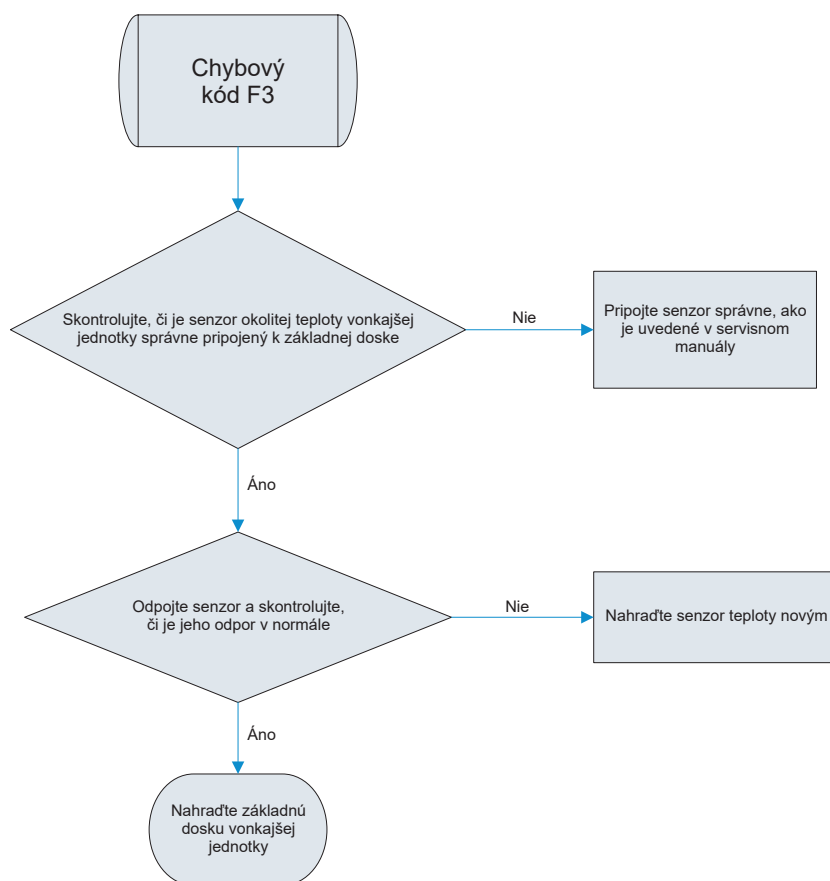 Chybový
kód F3
Skontrolujte, či je senzor okolitej teploty vonkajšej
jednotky správne pripojený k základnej doske
Nie
Pripojte senzor správne, ako
je uvedené v servisnom
manuály
Áno
Odpojte senzor a skontrolujte,
či je jeho odpor v normále
Nie
Nahraďte senzor teploty novým
Áno
Nahraďte základnú
dosku vonkajšej
jednotky